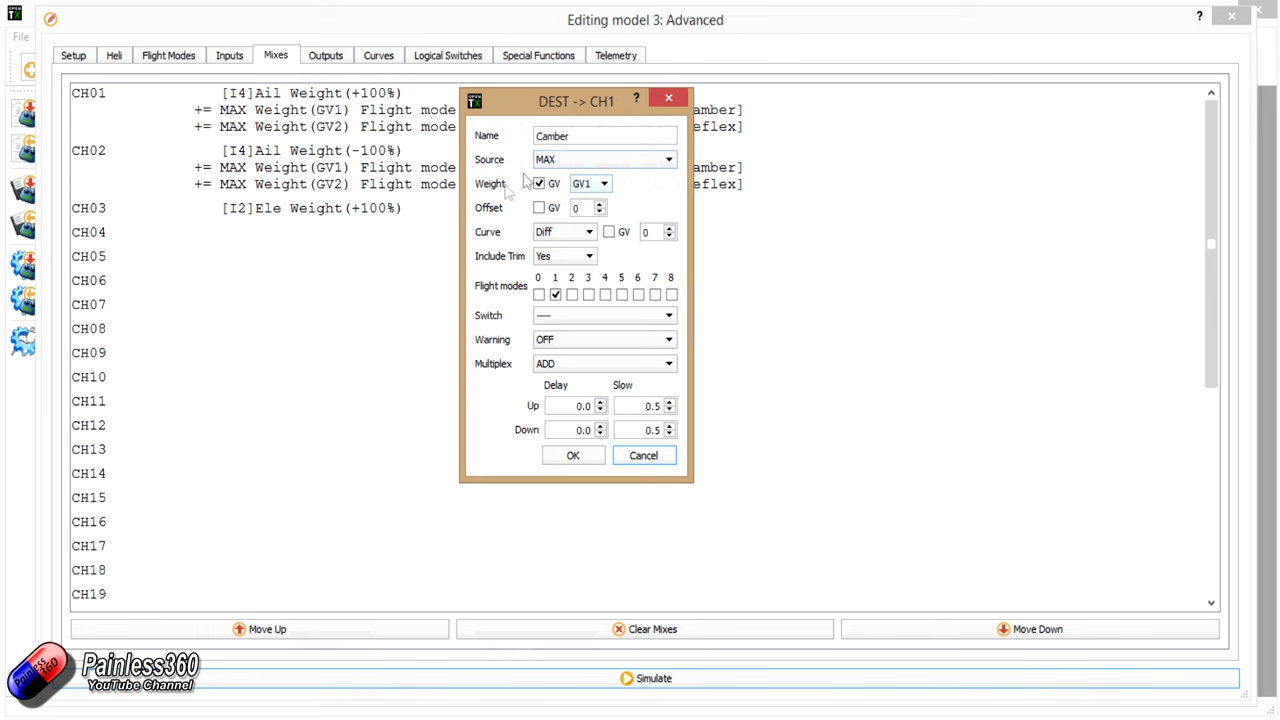 OPEN TX
Editing model 3: Advanced
?
File
Setup Heli Flight Modes Inputs Mixes Outputs Curves Logical Switches Special Functions Telemetry
CH01 [I4]Ail Weight(+100%)
+= MAX Weight(GV1) Flight mode amber]
+= MAX Weight(GV2) Flight mode eflex]
CH02 [I4]Ail Weight(-100%)
+= MAX Weight(GV1) Flight mode amber]
+= MAX Weight(GV2) Flight mode eflex]
CH03 [I2]Ele Weight(+100%)
CH04
CH05
CH06
CH07
CH08
CH09
CH10
CH11
CH12
CH13
CH14
CH15
CH16
CH17
CH18
CH19
DEST -> CH1 ?
Name Camber
Source MAX
Weight GV GV1
Offset GV 0
Curve Diff GV 0
Include Trim Yes
0 1 2 3 4 5 6 7 8
Flight modes
Switch ----
Warning OFF
Multiplex ADD
Delay Slow
Up 0.0 0.5
Down 0.0 0.5
OK Cancel
Move Up Clear Mixes Move Down
Simulate
Painless360
YouTube Channel